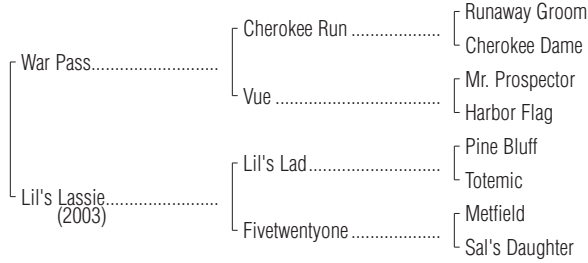 Runaway Groom
Cherokee Run ....................
Cherokee Dame
War Pass.............................
Mr. Prospector
Vue .....................................
Harbor Flag
Pine Bluff
Lil's Lad..............................
Totemic
Lil's Lassie.........................
(2003)
Metfield
Fivetwentyone ....................
Sal's Daughter